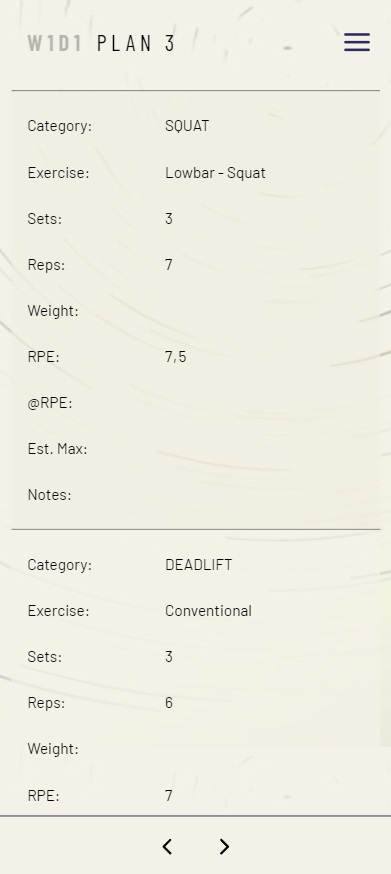 W1D1 PLAN 3
Category: SQUAT
Exercise: Lowbar - Squat
Sets: 3
Reps: 7
Weight:
RPE: 7,5
@RPE:
Est. Max:
Notes:
Category: DEADLIFT
Exercise: Conventional
Sets: 3
Reps: 6
Weight:
RPE: 7